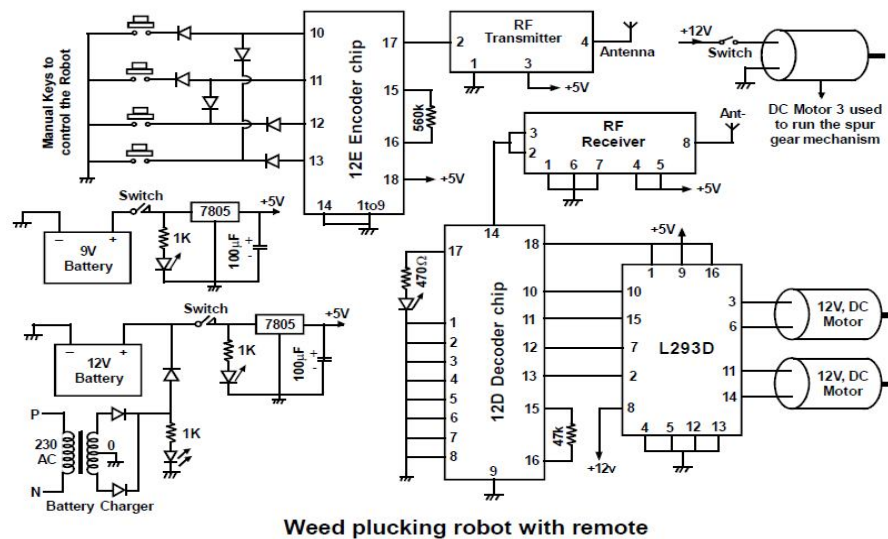 Manual Keys to
control the Robot
10
11
12
13
12E Encoder chip
14
1to9
17
15
16
18
560k
+5V
2
RF
Transmitter
4
1
3
+5V
Antenna
+12V
Switch
DC Motor 3 used
to run the spur
gear mechanism
3
2
RF
Receiver
8
Ant-
1
6
7
4
5
+5V
Switch
7805
+5V
−
+
9V
Battery
1K
100µF
+
-
Switch
7805
+5V
−
+
12V
Battery
1K
100µF
+
-
P
230
AC
N
0
1K
Battery Charger
14
17
470Ω
1
2
3
4
5
6
7
8
12D Decoder chip
9
18
10
11
12
13
15
16
47k
+5V
1
9
16
10
15
7
2
8
+12v
L293D
4
5
12
13
3
6
11
14
12V, DC
Motor
12V, DC
Motor
Weed plucking robot with remote